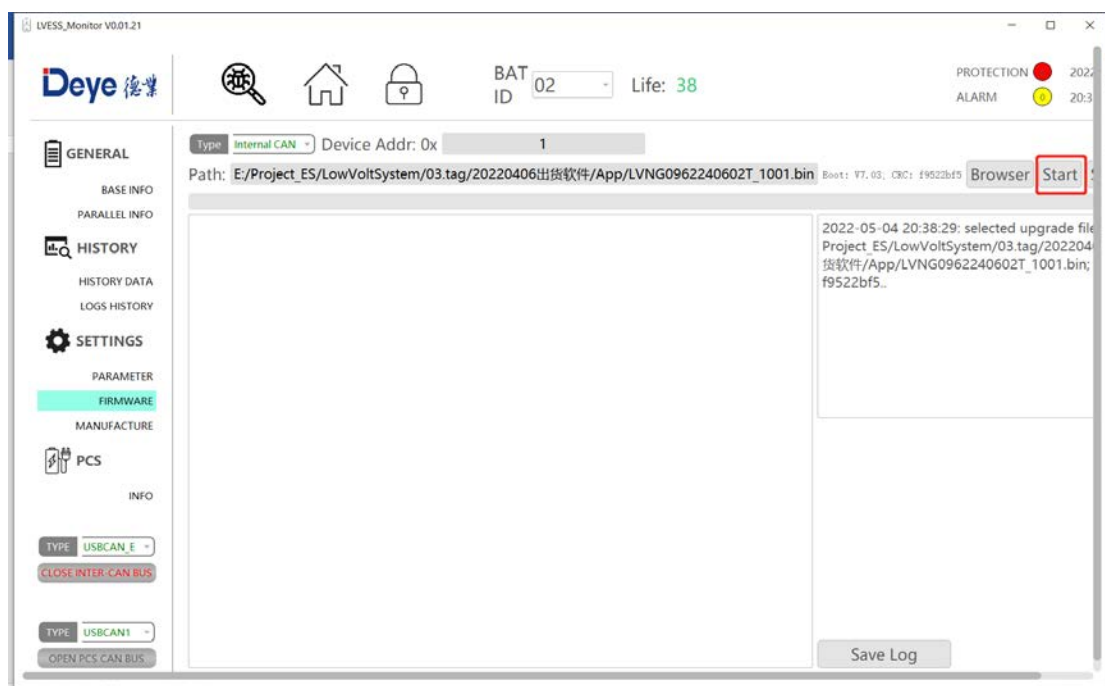 LVESS_Monitor V0.01.21
Deye 德業
BAT ID 02 Life: 38
PROTECTION 2022
ALARM 0 20:3
GENERAL
BASE INFO
PARALLEL INFO
HISTORY
HISTORY DATA
LOGS HISTORY
SETTINGS
PARAMETER
FIRMWARE
MANUFACTURE
PCS
INFO
TYPE USBCAN_E
CLOSE INTER-CAN BUS
TYPE USBCAN1
OPEN PCS CAN BUS
Type Internal CAN Device Addr: 0x 1
Path: E:/Project_ES/LowVoltSystem/03.tag/20220406出货软件/App/LVNG0962240602T_1001.bin Boot: V7.03, CRC: f9522bf5 Browser Start
2022-05-04 20:38:29: selected upgrade file
Project_ES/LowVoltSystem/03.tag/202204
货软件/App/LVNG0962240602T_1001.bin;
f9522bf5..
Save Log